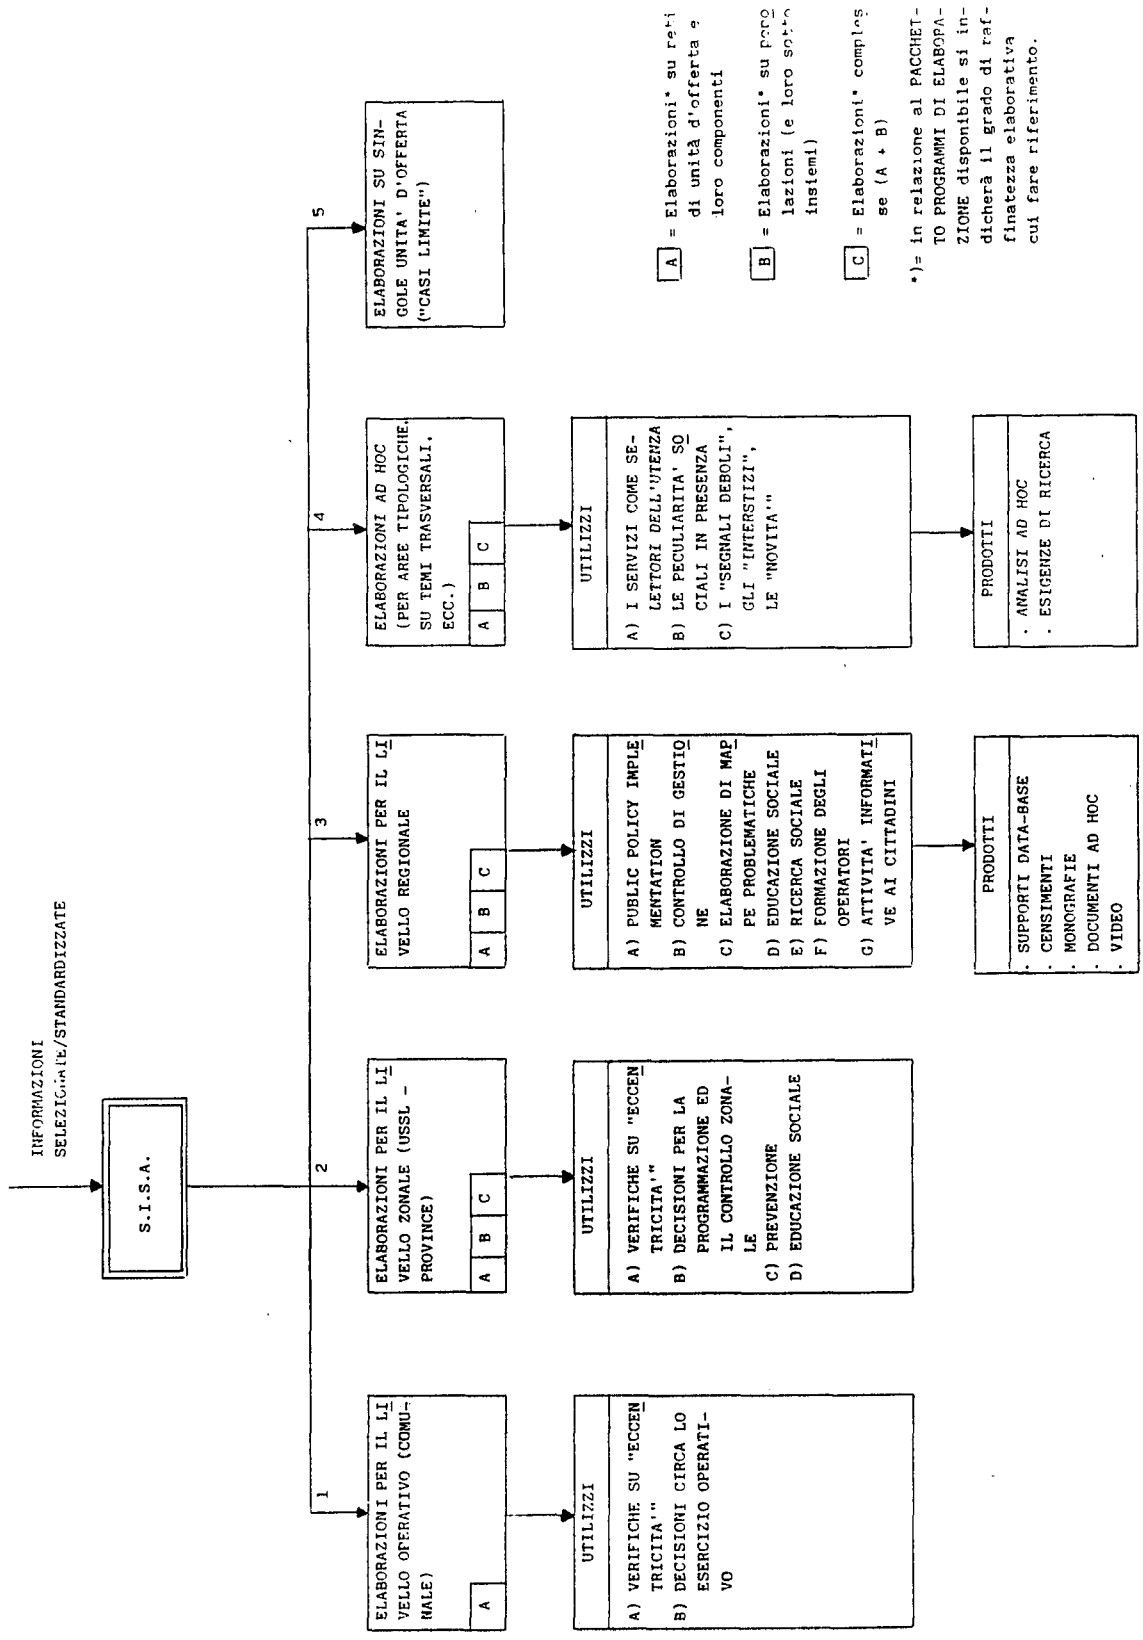 INFORMAZIONI
SELEZIONATE/STANDARDIZZATE
S.I.S.A.
1
2
3
4
5
ELABORAZIONI PER IL LI
VELLO OPERATIVO (COMU-
NALE)
A
UTILIZZI
A) VERIFICHE SU "ECCEN
TRICITA'"
B) DECISIONI CIRCA LO
ESERCIZIO OPERATI-
VO
ELABORAZIONI PER IL LI
VELLO ZONALE (USSL -
PROVINCE)
A B C
UTILIZZI
A) VERIFICHE SU "ECCEN
TRICITA'"
B) DECISIONI PER LA
PROGRAMMAZIONE ED
IL CONTROLLO ZONA-
LE
C) PREVENZIONE
D) EDUCAZIONE SOCIALE
ELABORAZIONI PER IL LI
VELLO REGIONALE
A B C
UTILIZZI
A) PUBLIC POLICY IMPLE
MENTATION
B) CONTROLLO DI GESTIO
NE
C) ELABORAZIONE DI MAP
PE PROBLEMATICHE
D) EDUCAZIONE SOCIALE
E) RICERCA SOCIALE
F) FORMAZIONE DEGLI
OPERATORI
G) ATTIVITA' INFORMATI
VE AI CITTADINI
PRODOTTI
. SUPPORTI DATA-BASE
. CENSIMENTI
. MONOGRAFIE
. DOCUMENTI AD HOC
. VIDEO
ELABORAZIONI AD HOC
(PER AREE TIPOLOGICHE,
SU TEMI TRASVERSALI,
ECC.)
A B C
UTILIZZI
A) I SERVIZI COME SE-
LETTORI DELL'UTENZA
B) LE PECULIARITA' SO
CIALI IN PRESENZA
C) I "SEGNALI DEBOLI",
GLI "INTERSTIZI",
LE "NOVITA'"
PRODOTTI
. ANALISI AD HOC
. ESIGENZE DI RICERCA
ELABORAZIONI SU SIN-
GOLE UNITA' D'OFFERTA
("CASI LIMITE")
A = Elaborazioni* su reti
di unità d'offerta e
loro componenti
B = Elaborazioni* su popo
lazioni (e loro sotto
insiemi)
C = Elaborazioni* comples
se (A + B)
*)= in relazione al PACCHET-
TO PROGRAMMI DI ELABORA-
ZIONE disponibile si in-
dicherà il grado di raf-
finatezza elaborativa
cui fare riferimento.